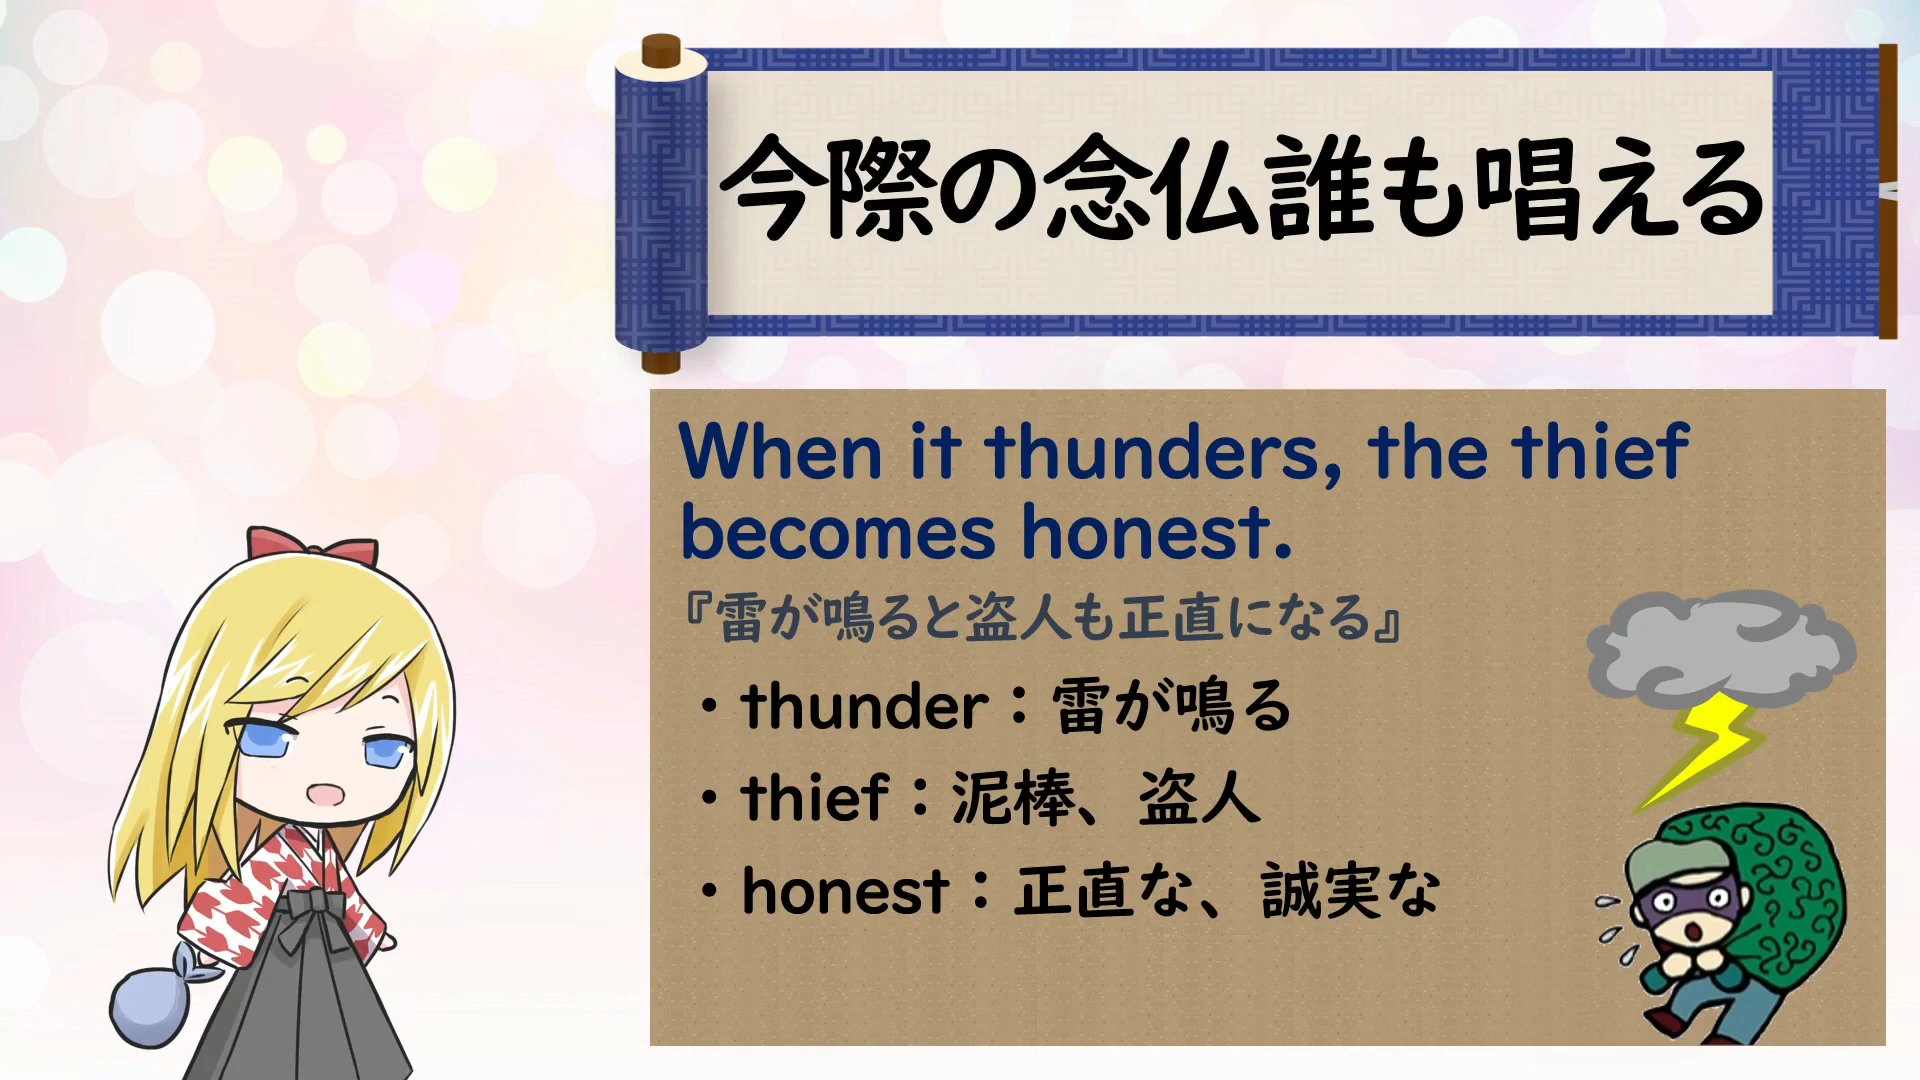 今際の念仏誰も唱える
When it thunders, the thief
becomes honest.
『雷が鳴ると盗人も正直になる』
・thunder：雷が鳴る
・thief：泥棒、盗人
・honest：正直な、誠実な